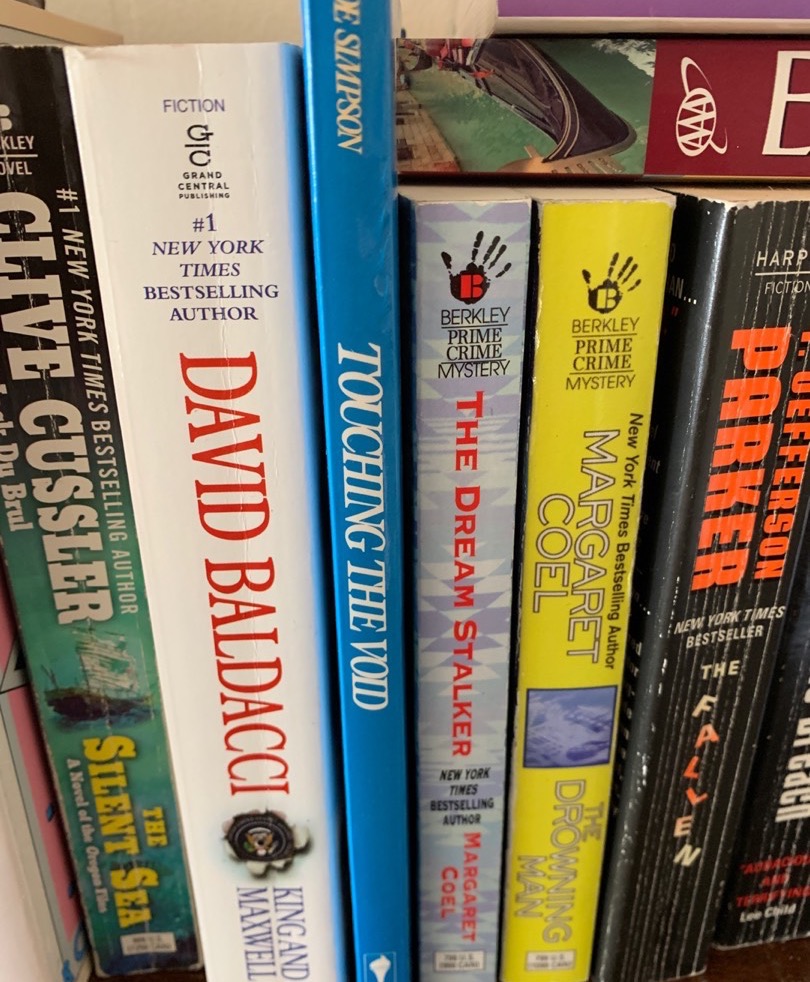 KLEY
OVEL
#1 NEW YORK TIMES BESTSELLING AUTHOR
CLIVE CUSSLER
Du Brul
THE
SILENT SEA
A Novel of the Oregon Files
FICTION
GRAND
CENTRAL
PUBLISHING
#1
NEW YORK
TIMES
BESTSELLING
AUTHOR
DAVID BALDACCI
KING AND
MAXWELL
SIMPSON
TOUCHING THE VOID
B
BERKLEY
PRIME
CRIME
MYSTERY
THE DREAM STALKER
NEW YORK
TIMES
BESTSELLING
AUTHOR
MARGARET
COEL
B
BERKLEY
PRIME
CRIME
MYSTERY
New York Times Bestselling Author
MARGARET
COEL
THE
DROWNING
MAN
AAA
E
AN...
HARP
FICTION
JEFFERSON
PARKER
NEW YORK TIMES
BESTSELLER
THE
FALLEN
reach
AND
Lee Child